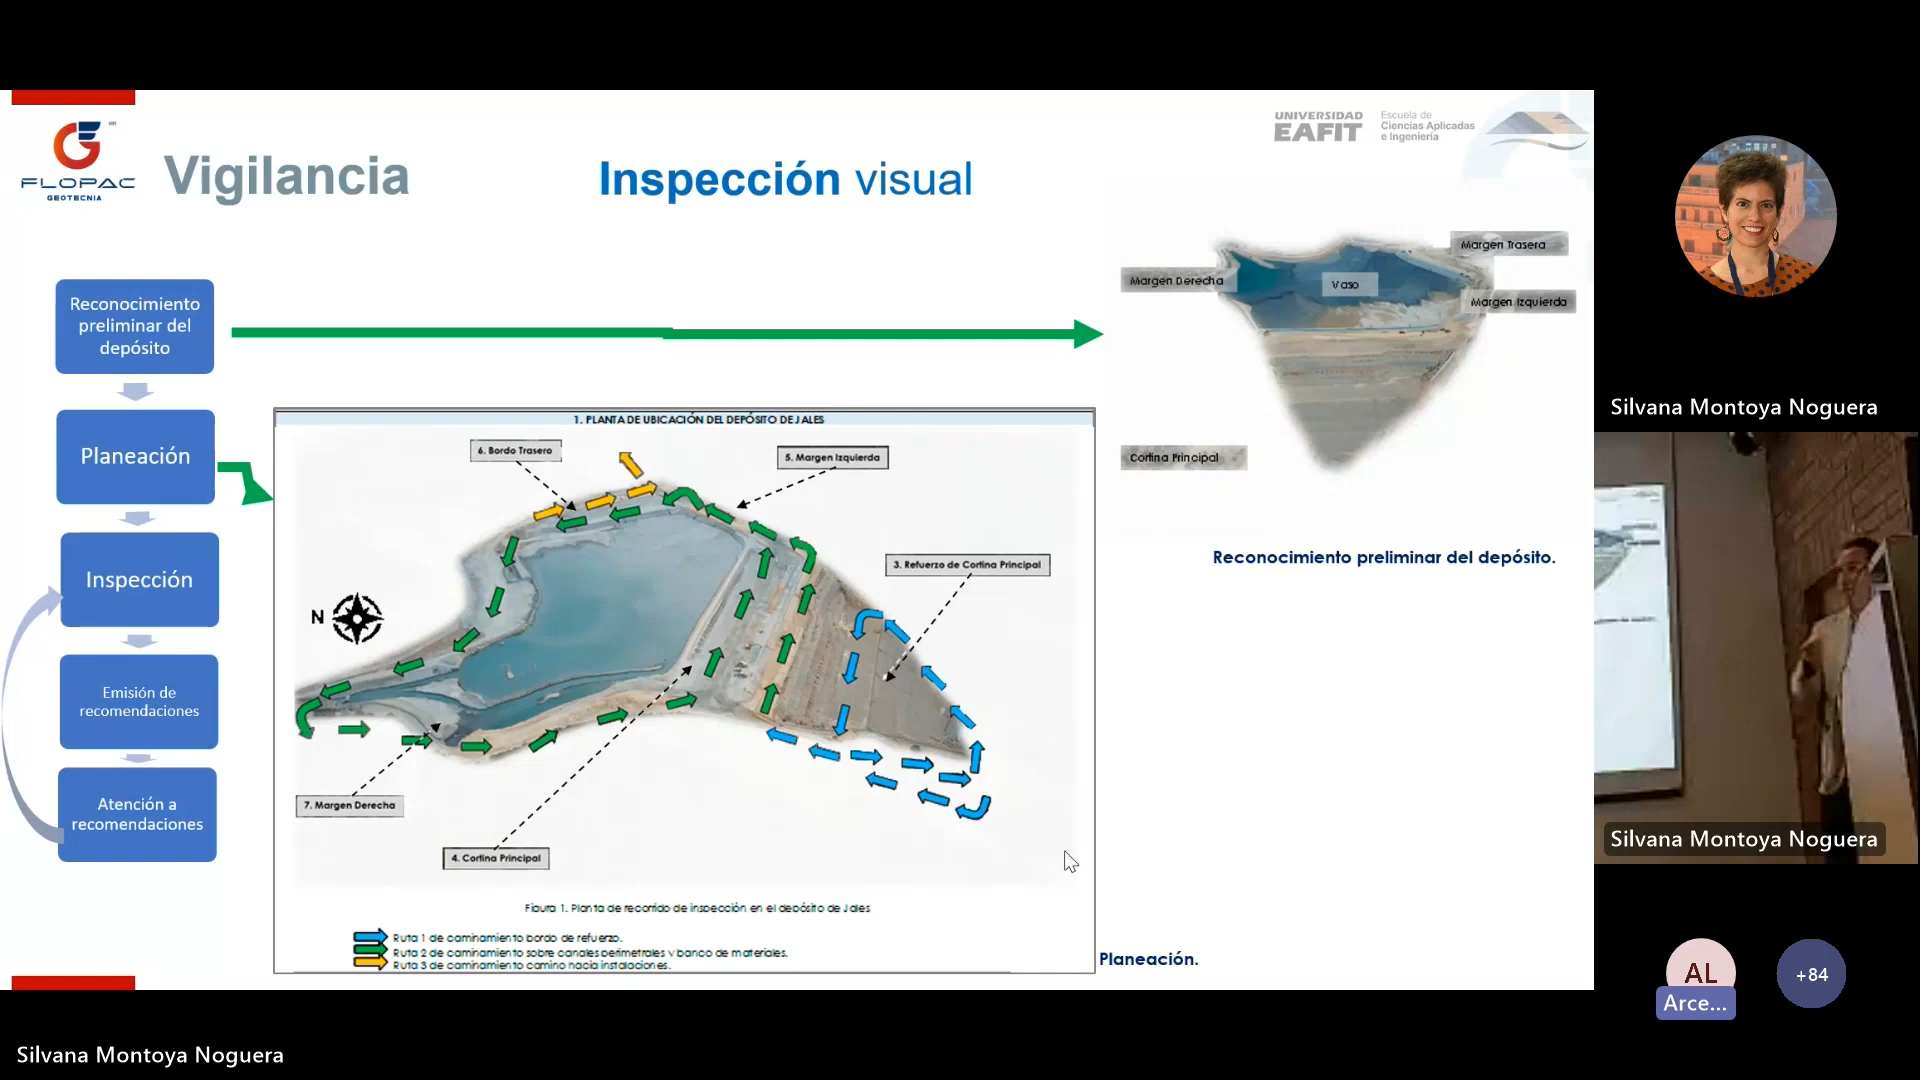 FLOPAC
GEOTECNIA
MR
Vigilancia
Inspección visual
UNIVERSIDAD
EAFIT
Escuela de
Ciencias Aplicadas
e Ingeniería
Reconocimiento
preliminar del
depósito
Planeación
Inspección
Emisión de
recomendaciones
Atención a
recomendaciones
Margen Trasera
Margen Derecha
Vaso
Margen Izquierda
Cortina Principal
Reconocimiento preliminar del depósito.
1. PLANTA DE UBICACIÓN DEL DEPÓSITO DE JALES
6. Bordo Trasero
5. Margen Izquierda
3. Refuerzo de Cortina Principal
N
7. Margen Derecha
4. Cortina Principal
Figura 1. Planta de recorrido de inspección en el depósito de Jales
Ruta 1 de caminamiento bordo de refuerzo.
Ruta 2 de caminamiento sobre canales perimetrales y banco de materiales.
Ruta 3 de caminamiento camino hacia instalaciones.
Planeación.
Silvana Montoya Noguera
Silvana Montoya Noguera
AL
Arce...
+84
Silvana Montoya Noguera